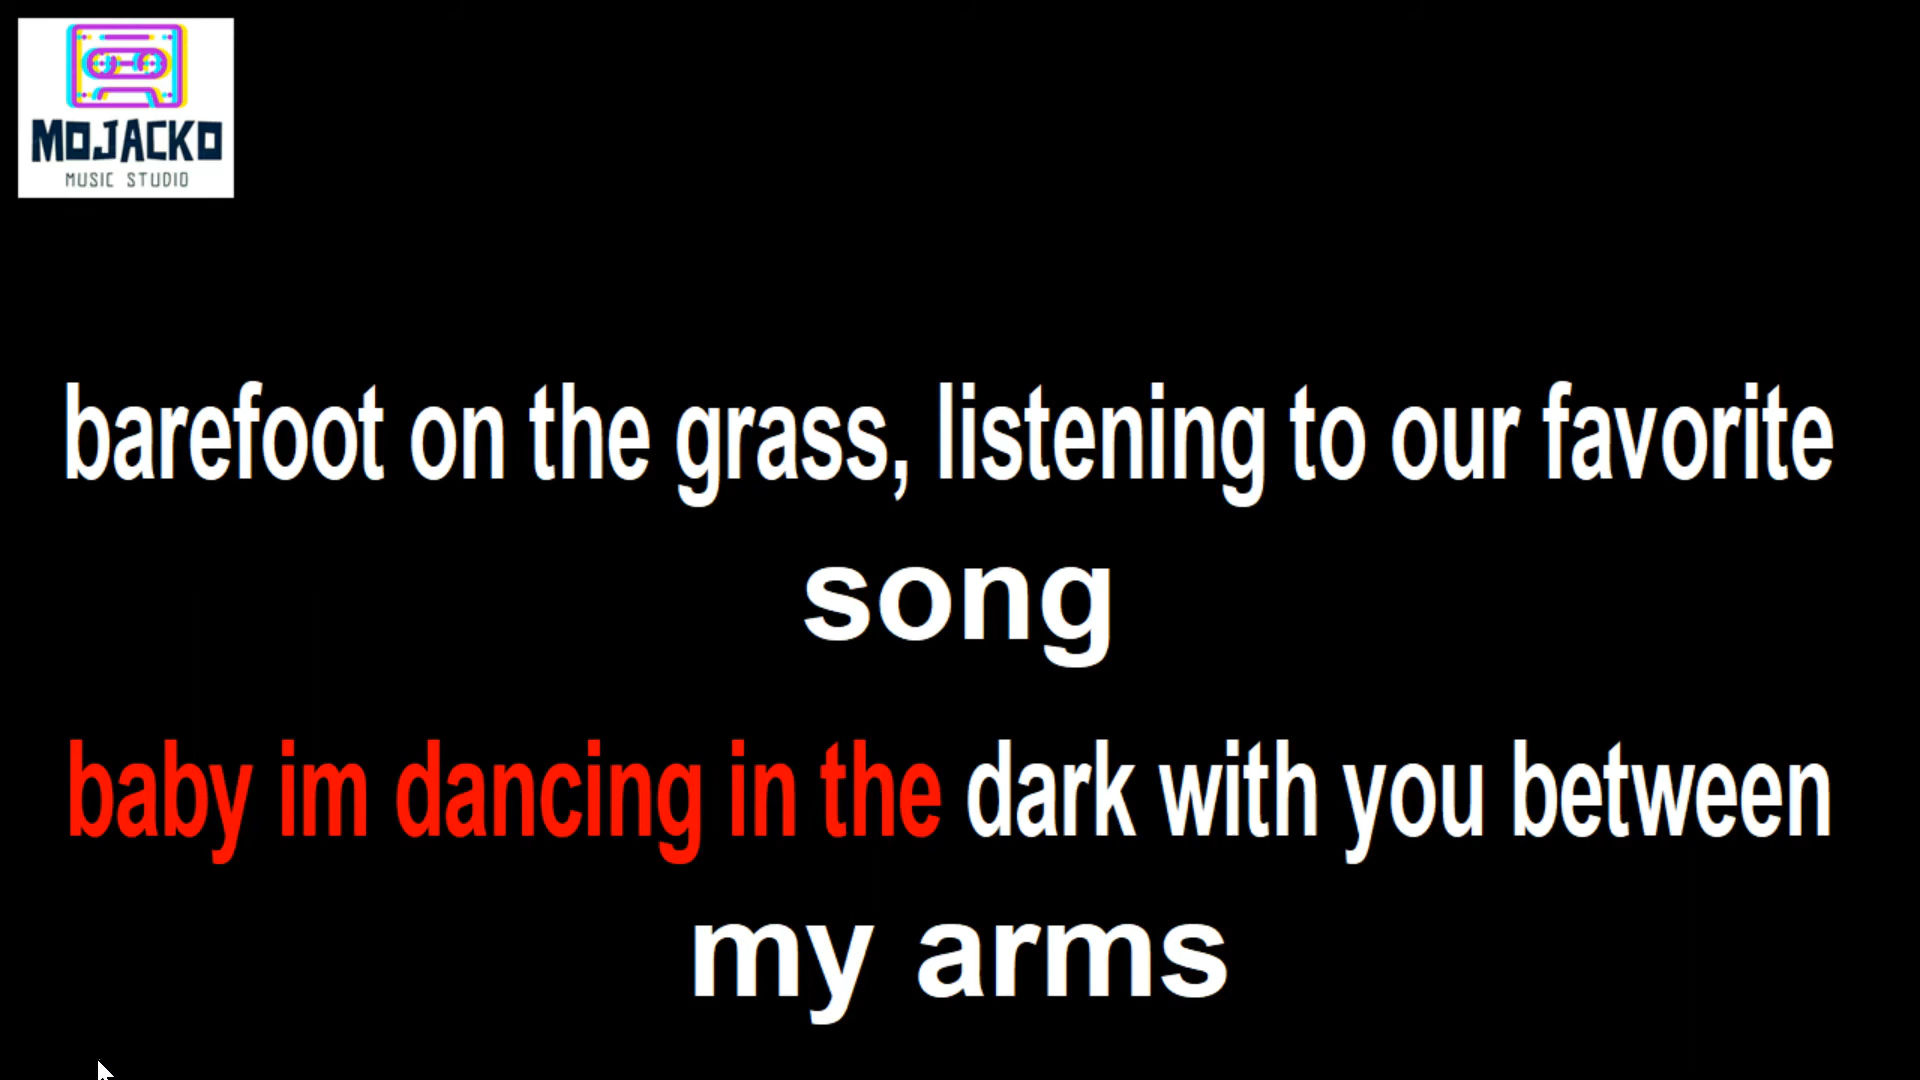 MOJACKO
MUSIC STUDIO
barefoot on the grass, listening to our favorite
song
baby im dancing in the dark with you between
my arms